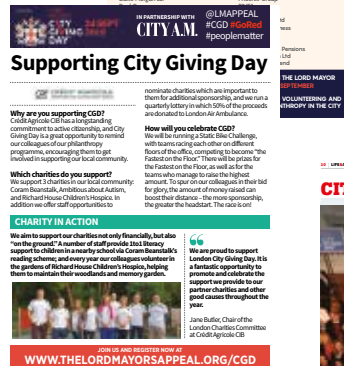 CITY GIVING DAY
24 SEPT
IN PARTNERSHIP WITH
CITY A.M.
@LMAPPEAL
#CGD #GoRed
#peoplematter
Supporting City Giving Day
Why are you supporting CGD?
Crédit Agricole CIB has a longstanding
commitment to active citizenship, and City
Giving Day is a great opportunity to remind
our colleagues of our philanthropy
programme, encouraging them to get
involved in supporting our local community.
Which charities do you support?
We support 3 charities in our local community:
Coram Beanstalk, Ambitious about Autism,
and Richard House Children's Hospice. In
addition we offer staff opportunities to
nominate charities which are important to
them for additional sponsorship, and we run a
quarterly lottery in which 50% of the proceeds
are donated to London Air Ambulance.
How will you celebrate CGD?
We will be running a Static Bike Challenge,
with teams racing each other on different
floors of the office, competing to become "the
Fastest on the Floor." There will be prizes for
the Fastest on the Floor, as well as for the
teams who manage to raise the highest
amount. To spur on our colleagues in their bid
for glory, the amount of money raised can
boost their distance - the more sponsorship,
the greater the headstart. The race is on!
CHARITY IN ACTION
We aim to support our charities not only financially, but also
"on the ground." A number of staff provide 1to1 literacy
support to children in a nearby school via Coram Beanstalk's
reading scheme; and every year our colleagues volunteer in
the gardens of Richard House Children's Hospice, helping
them to maintain their woodlands and memory garden.
We are proud to support
London City Giving Day. It is
a fantastic opportunity to
promote and celebrate the
support we provide to our
partner charities and other
good causes throughout the
year.
Jane Butler, Chair of the
London Charities Committee
at Crédit Agricole CIB
JOIN US AND REGISTER NOW AT
WWW.THELORDMAYORSAPPEAL.ORG/CGD
Pensions
Ltd
end
THE LORD MAYOR
SEPTEMBER
VOLUNTEERING AND
THROPY IN THE CITY
CIT